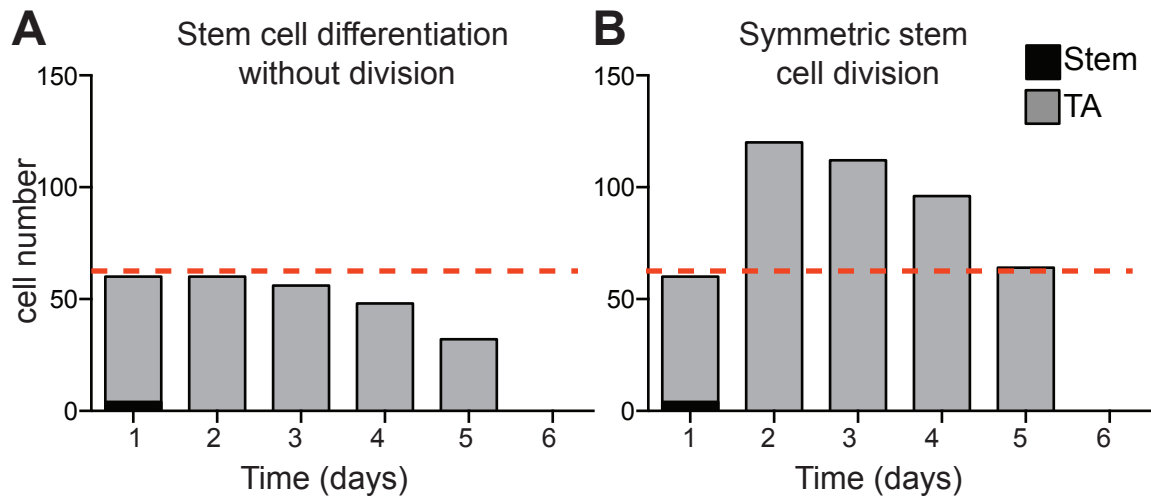 A
Stem cell differentiation
without division
150
100
50
0
cell number
1 2 3 4 5 6
Time (days)
B
Symmetric stem
cell division
Stem
TA
150
100
50
0
1 2 3 4 5 6
Time (days)